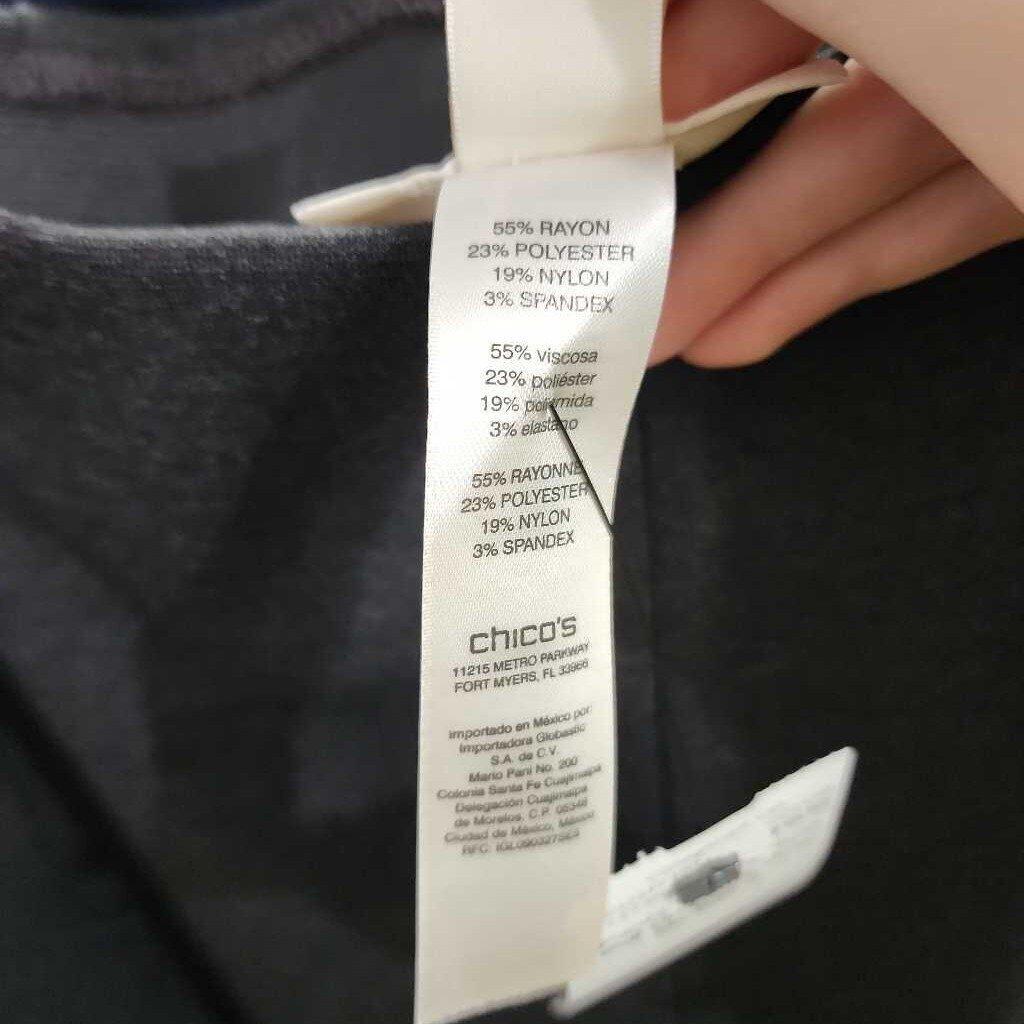 55% RAYON
23% POLYESTER
19% NYLON
3% SPANDEX
55% viscosa
23% poliéster
19% poliamida
3% elastano
55% RAYONNE
23% POLYESTER
19% NYLON
3% SPANDEX
chico's
11215 METRO PARKWAY
FORT MYERS, FL 33966
importado en México por:
Importadora Globastic
S.A. de C.V.
Mario Pani No. 200
Colonia Santa Fe Cuajimalpa
Delegación Cuajimalpa
de Morelos, C.P. 05348
Ciudad de México, México
RFC: